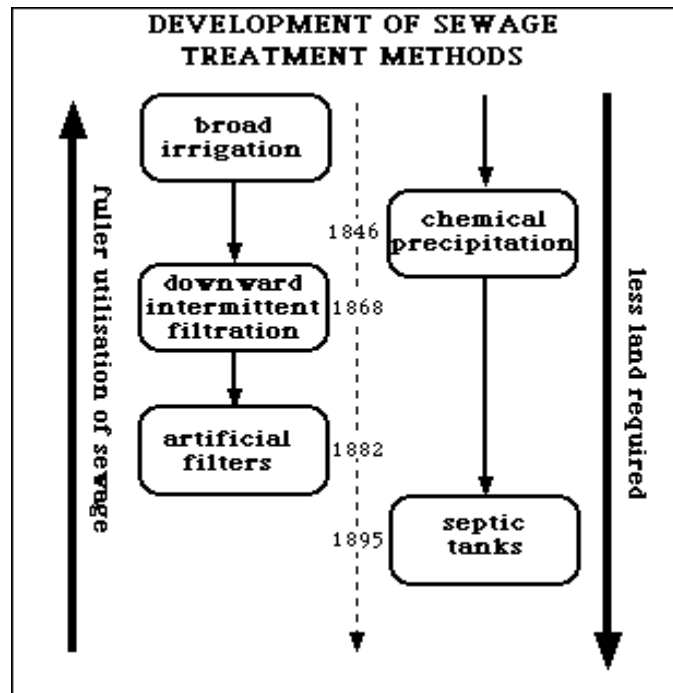 DEVELOPMENT OF SEWAGE
TREATMENT METHODS
broad
irrigation
fuller utilisation of sewage
1846
chemical
precipitation
less land required
downward
intermittent
filtration
1868
artificial
filters
1882
1895
septic
tanks